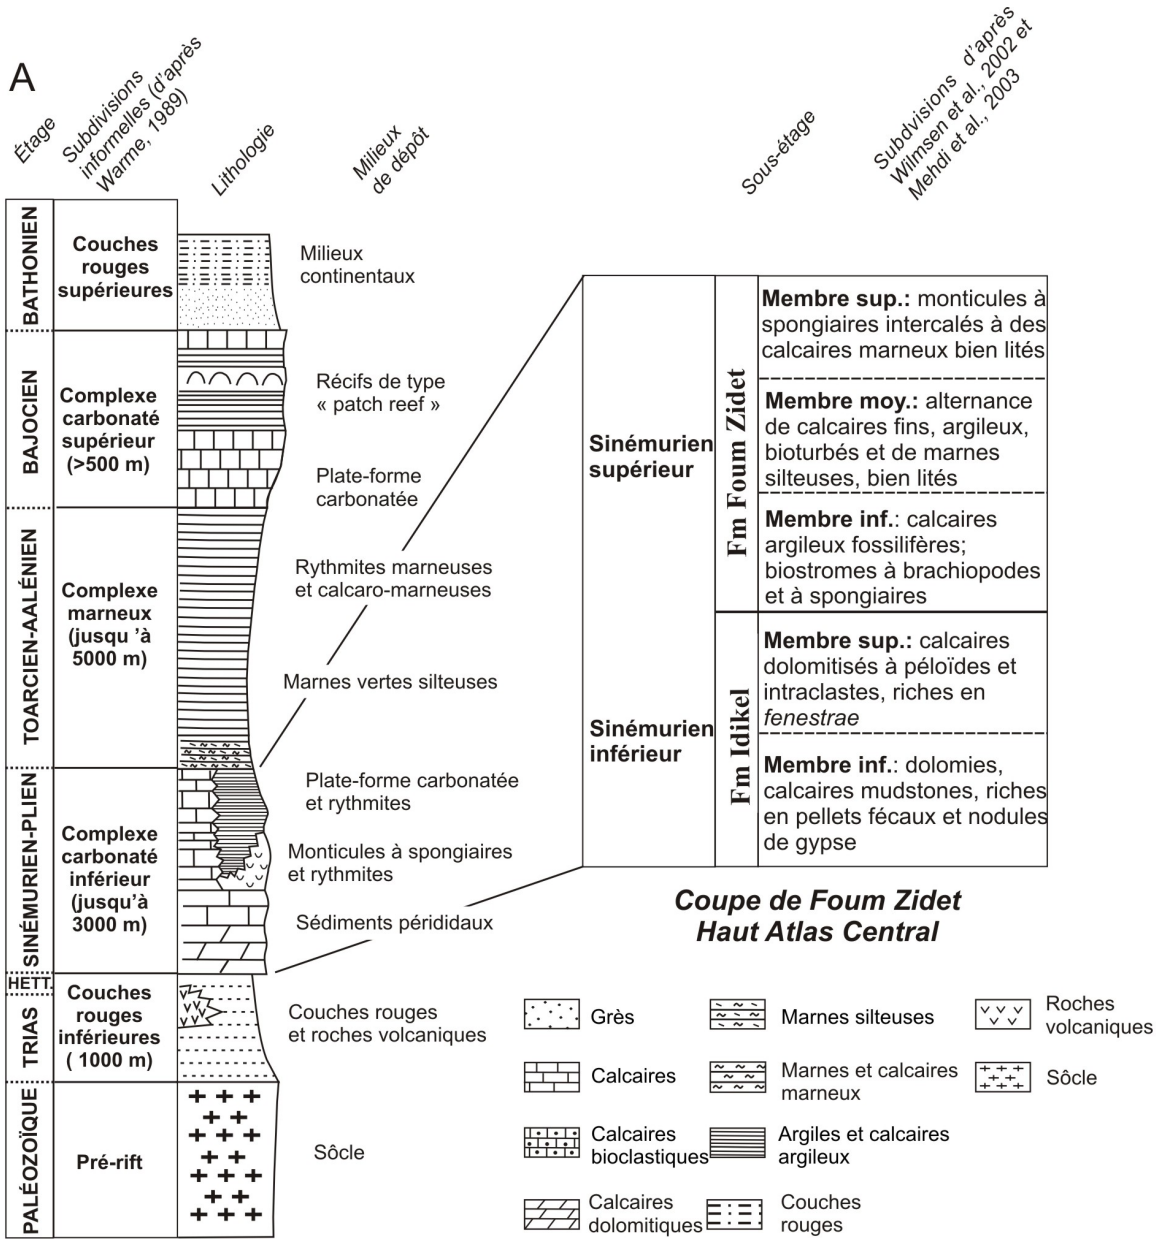 A
Étage
Subdivisions
informelles (d'après
Warme, 1989)
Lithologie
Milieux
de dépôt
Sous-étage
Subdvisions d'après
Wilmsen et al., 2002 et
Mehdi et al., 2003
BATHONIEN
Couches
rouges
supérieures
Milieux
continentaux
BAJOCIEN
Complexe
carbonaté
supérieur
(>500 m)
Récifs de type
« patch reef »
Plate-forme
carbonatée
TOARCIEN-AALÉNIEN
Complexe
marneux
(jusqu 'à
5000 m)
Rythmites marneuses
et calcaro-marneuses
Marnes vertes silteuses
SINÉMURIEN-PLIEN
Complexe
carbonaté
inférieur
(jusqu'à
3000 m)
Plate-forme carbonatée
et rythmites
Monticules à spongiaires
et rythmites
Sédiments périditaux
HETT.
TRIAS
Couches
rouges
inférieures
( 1000 m)
Couches rouges
et roches volcaniques
PALÉOZOÏQUE
Pré-rift
Sôcle
Sinémurien
supérieur
Fm Foum Zidet
Membre sup.: monticules à
spongiaires intercalés à des
calcaires marneux bien lités
Membre moy.: alternance
de calcaires fins, argileux,
bioturbés et de marnes
silteuses, bien lités
Membre inf.: calcaires
argileux fossilifères;
biostromes à brachiopodes
et à spongiaires
Sinémurien
inférieur
Fm Idikel
Membre sup.: calcaires
dolomitisés à péloïdes et
intraclastes, riches en
fenestrae
Membre inf.: dolomies,
calcaires mudstones, riches
en pellets fécaux et nodules
de gypse
Coupe de Foum Zidet
Haut Atlas Central
Grès
Calcaires
Calcaires
bioclastiques
Calcaires
dolomitiques
Marnes silteuses
Marnes et calcaires
marneux
Argiles et calcaires
argileux
Couches
rouges
Roches
volcaniques
Sôcle